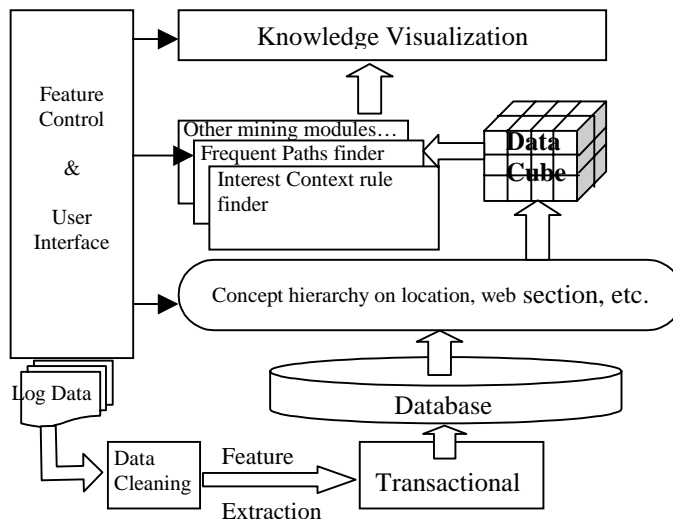 Knowledge Visualization
Feature
Control
&
User
Interface
Other mining modules…
Frequent Paths finder
Interest Context rule
finder
Data
Cube
Concept hierarchy on location, web section, etc.
Log Data
Database
Data
Cleaning
Feature
Extraction
Transactional